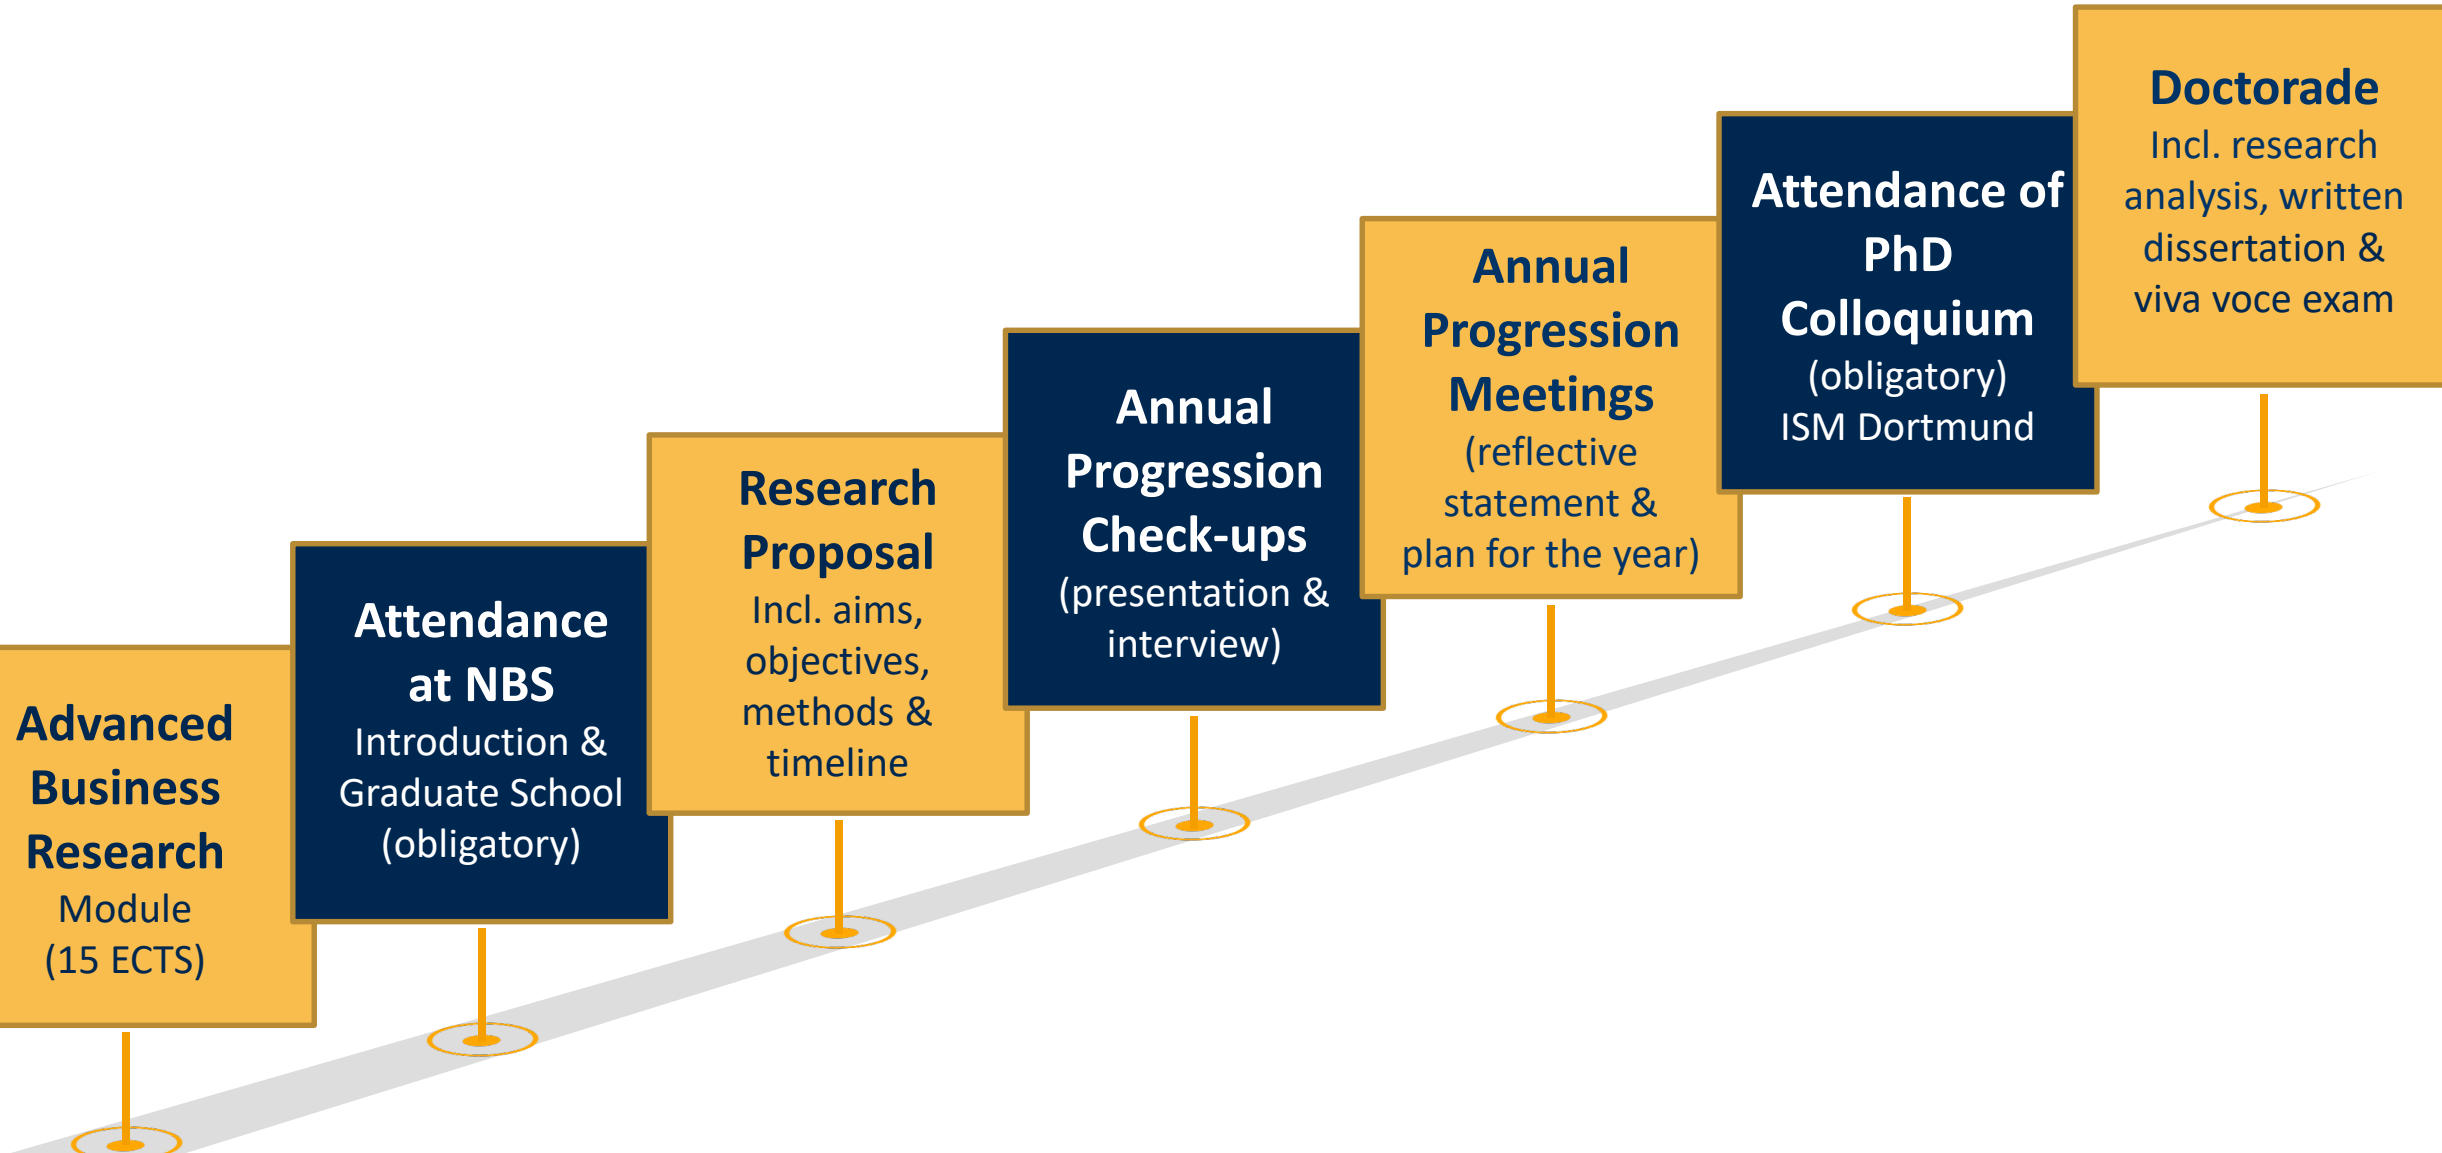 Advanced
Business
Research
Module
(15 ECTS)
Attendance
at NBS
Introduction &
Graduate School
(obligatory)
Research
Proposal
Incl. aims,
objectives,
methods &
timeline
Annual
Progression
Check-ups
(presentation &
interview)
Annual
Progression
Meetings
(reflective
statement &
plan for the year)
Attendance of
PhD
Colloquium
(obligatory)
ISM Dortmund
Doctorade
Incl. research
analysis, written
dissertation &
viva voce exam